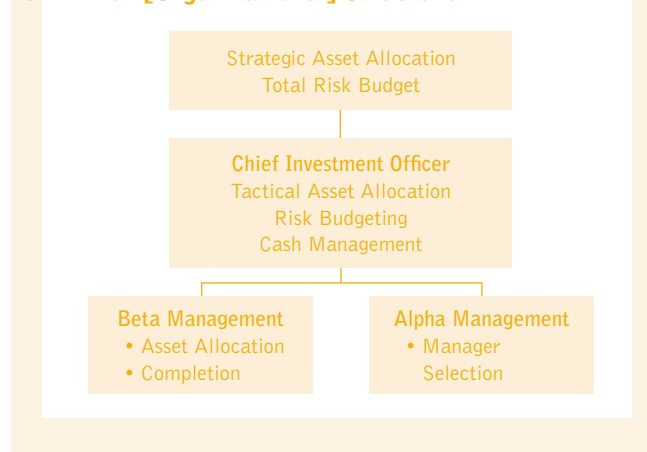 Strategic Asset Allocation
Total Risk Budget
Chief Investment Officer
Tactical Asset Allocation
Risk Budgeting
Cash Management
Beta Management
• Asset Allocation
• Completion
Alpha Management
• Manager
Selection